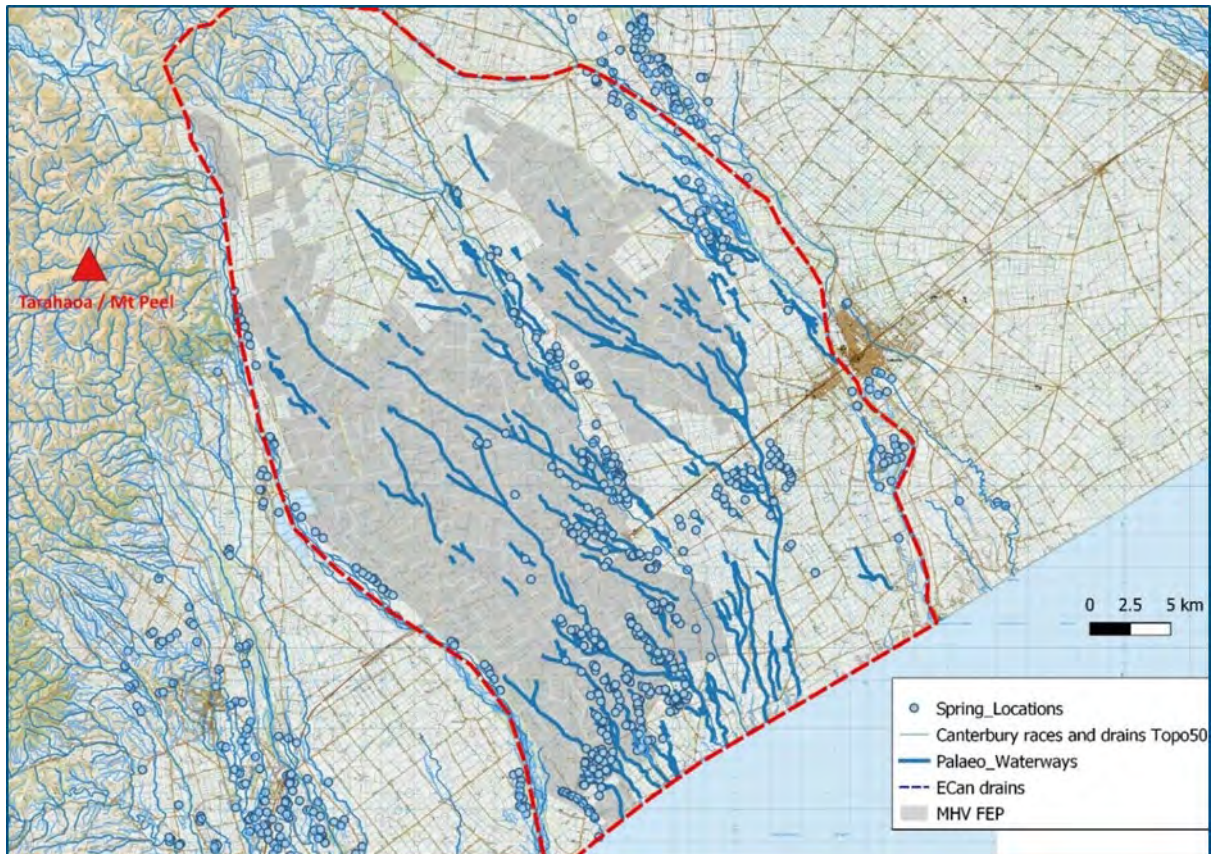 Tarahaoa / Mt Peel
0 2.5 5 km
Spring_Locations
Canterbury races and drains Topo50
Palaeo_Waterways
ECan drains
MHV FEP